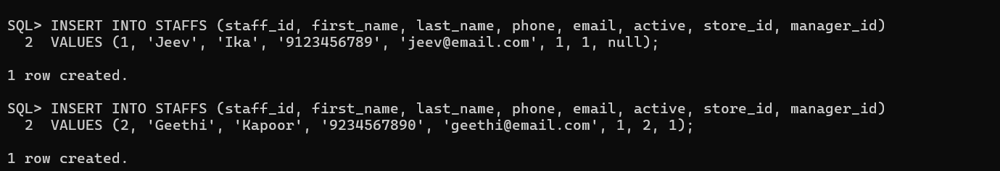 SQL> INSERT INTO STAFFS (staff_id, first_name, last_name, phone, email, active, store_id, manager_id)
  2  VALUES (1, 'Jeev', 'Ika', '9123456789', 'jeev@email.com', 1, 1, null);
1 row created.
SQL> INSERT INTO STAFFS (staff_id, first_name, last_name, phone, email, active, store_id, manager_id)
  2  VALUES (2, 'Geethi', 'Kapoor', '9234567890', 'geethi@email.com', 1, 2, 1);
1 row created.